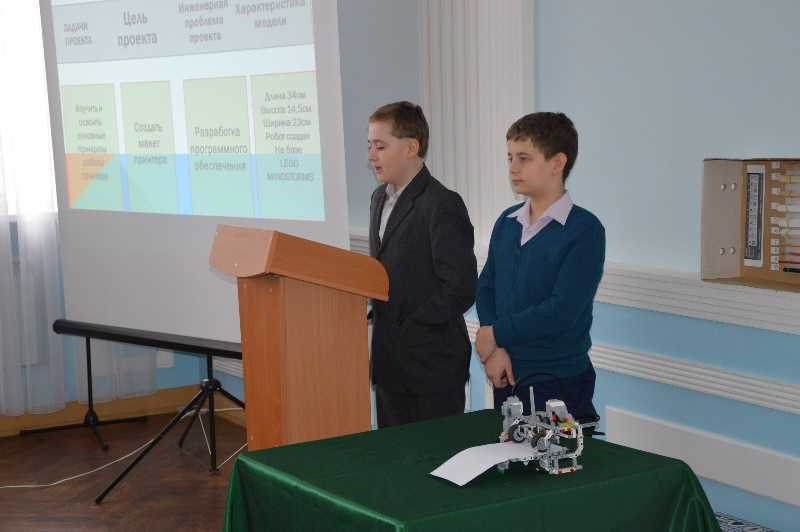 ЗАДАЧИ
ПРОЕКТА
Цель
проекта
Инженерная
проблема
проекта
Характеристика
модели
Изучить и
освоить
основные
принципы
работы
принтера
Создать
макет
принтера
Разработка
программного
обеспечения
Длина 34см
Высота 14,5см
Ширина 23см
Робот создан
На базе
LEGO
MINDSTORMS